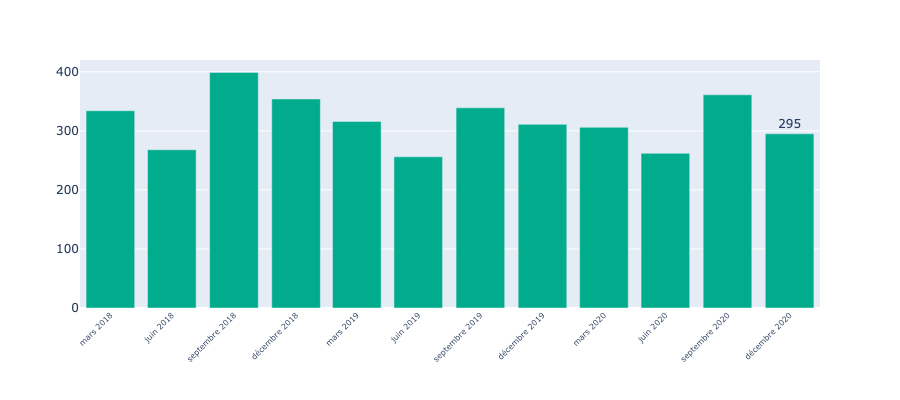 400
300
200
100
0
295
mars 2018
juin 2018
septembre 2018
décembre 2018
mars 2019
juin 2019
septembre 2019
décembre 2019
mars 2020
juin 2020
septembre 2020
décembre 2020